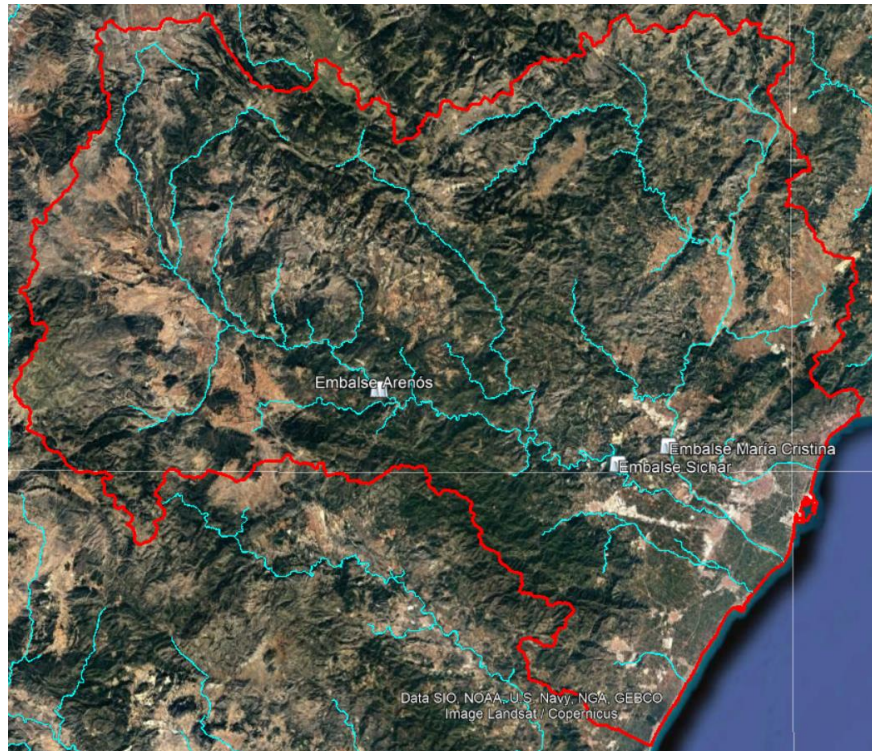 Embalse Arenós
Embalse María Cristina
Embalse Sichar
Data SIO, NOAA, U.S. Navy, NGA, GEBCO
Image Landsat / Copernicus